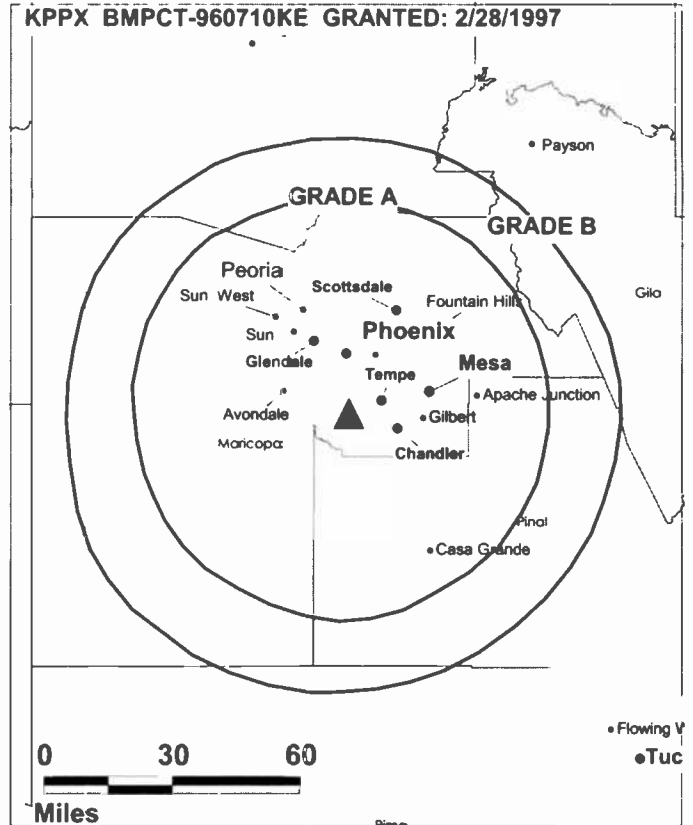 KPPX BMPCT-960710KE GRANTED: 2/28/1997
Payson
GRADE A
GRADE B
Peoria
Scottsdale
Gila
Sun West
Fountain Hills
Sun
Phoenix
Glendale
Mesa
Tempe
Apache Junction
Avondale
Gilbert
Maricopa
Chandler
Pinal
Casa Grande
Flowing W
Tuc
0 30 60
Miles